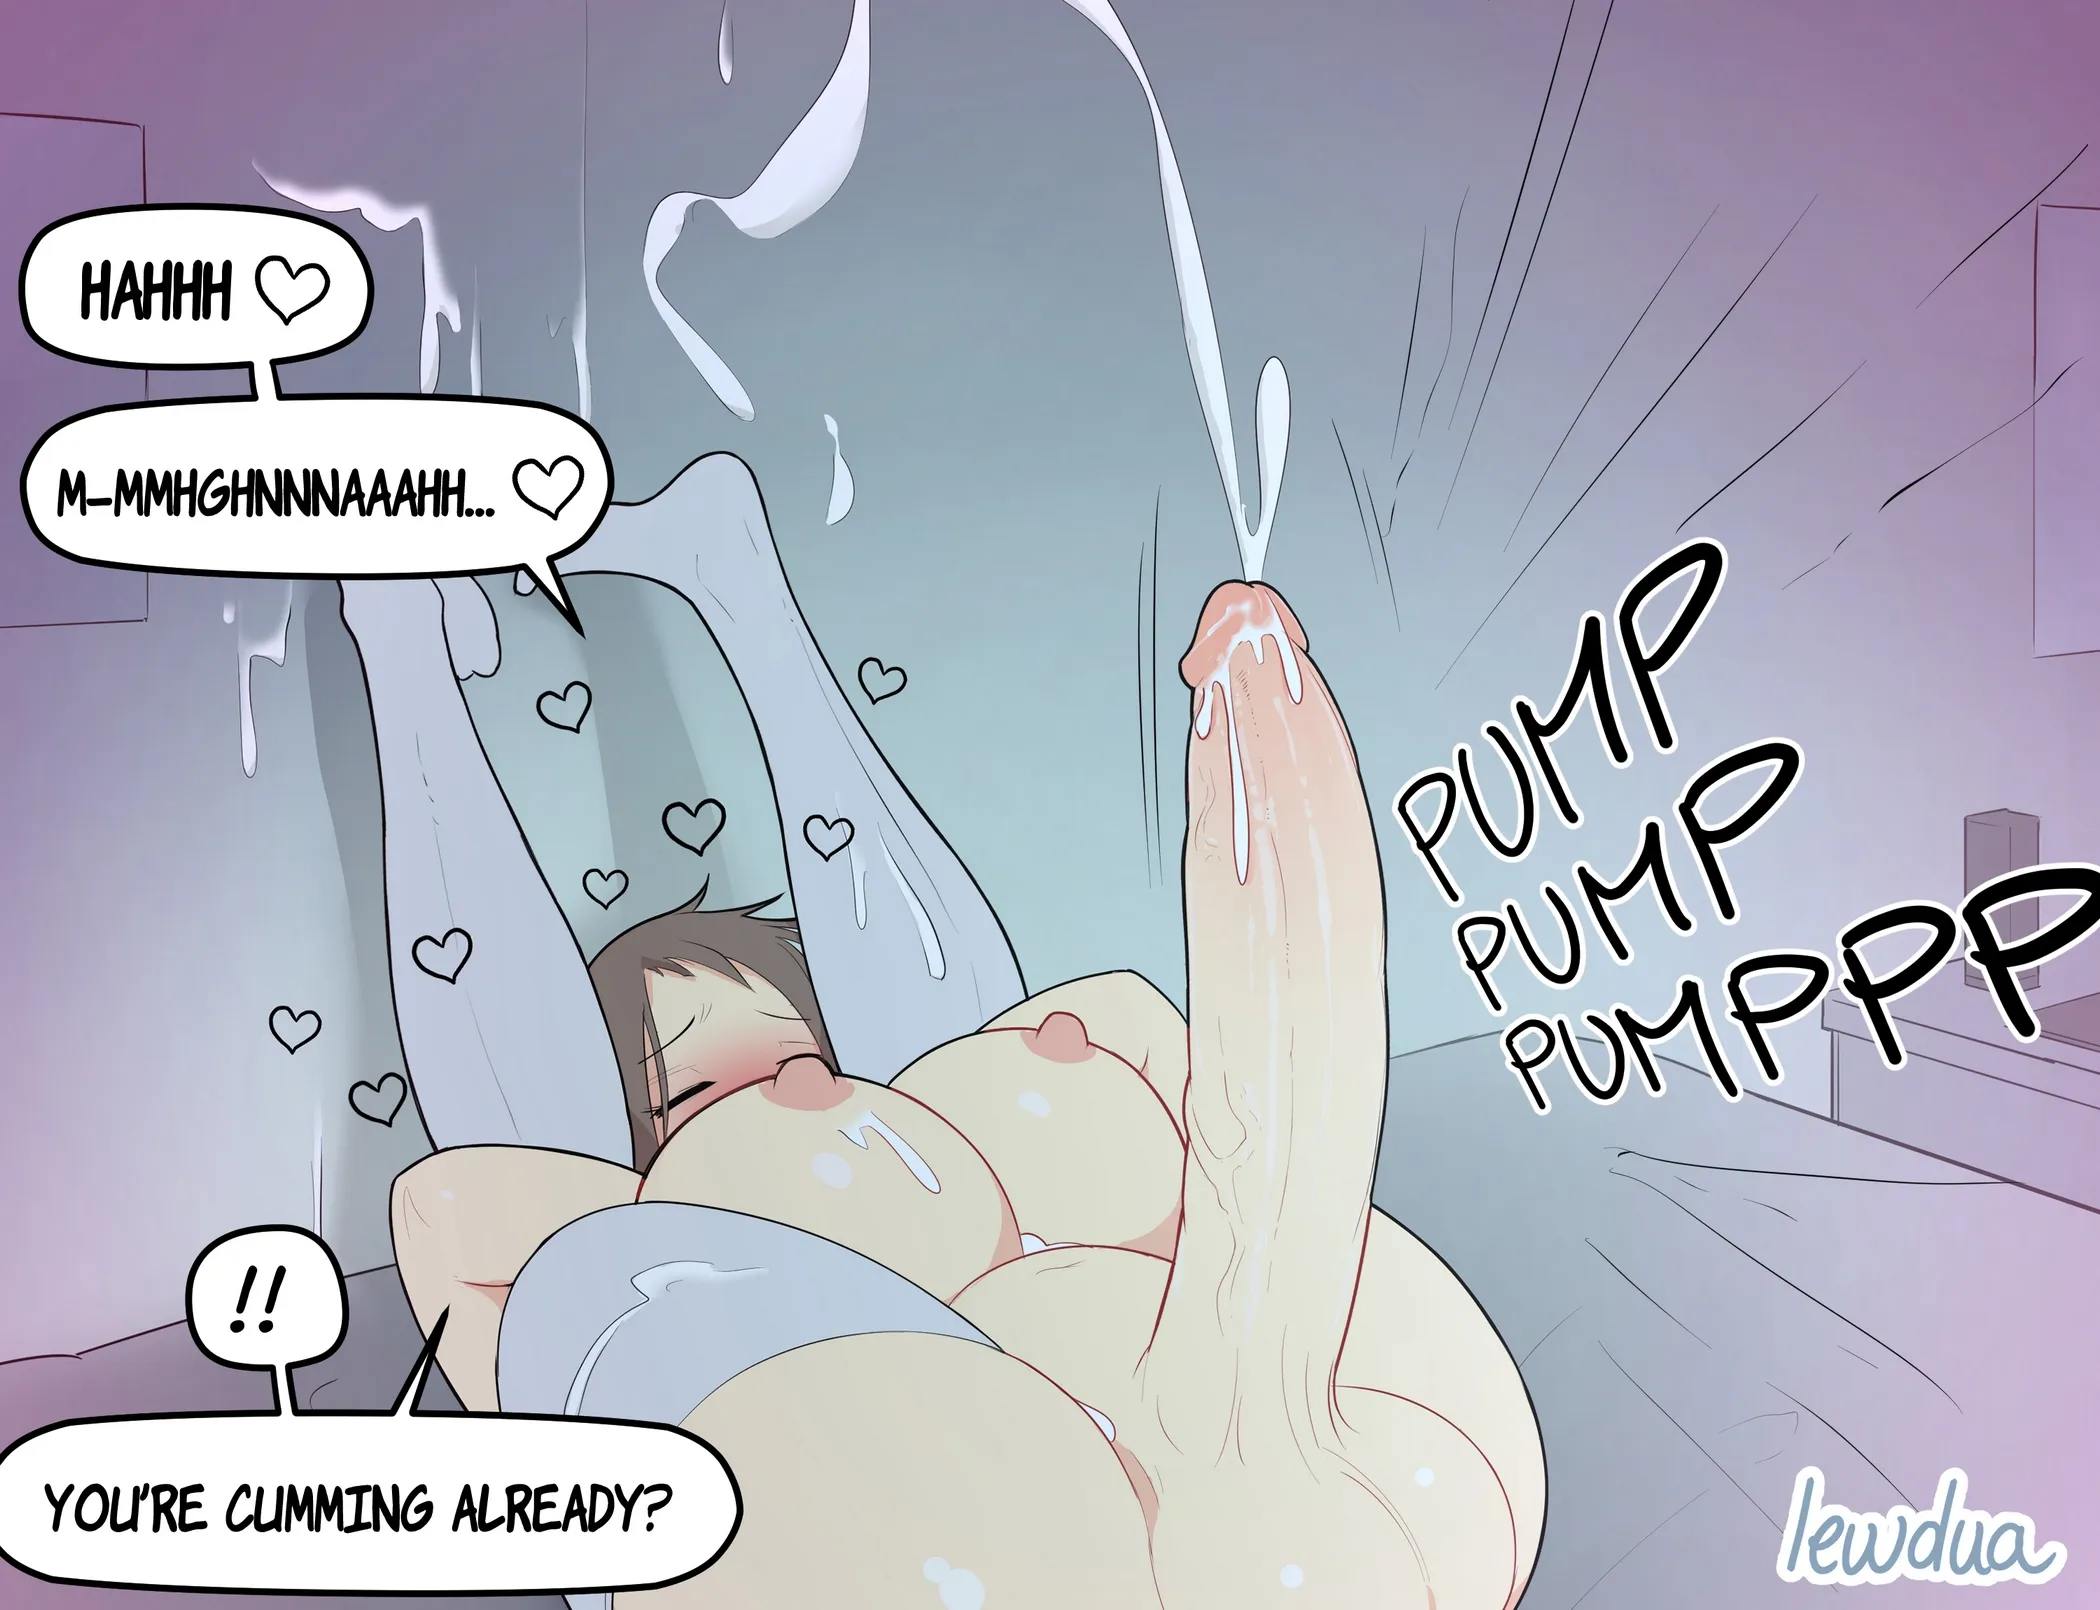 HAHHH ♡
M-MMHGHNNNAAAHH... ♡
PUMP
PUMP
PUMPPP
!!
YOU'RE CUMMING ALREADY?
lewdua